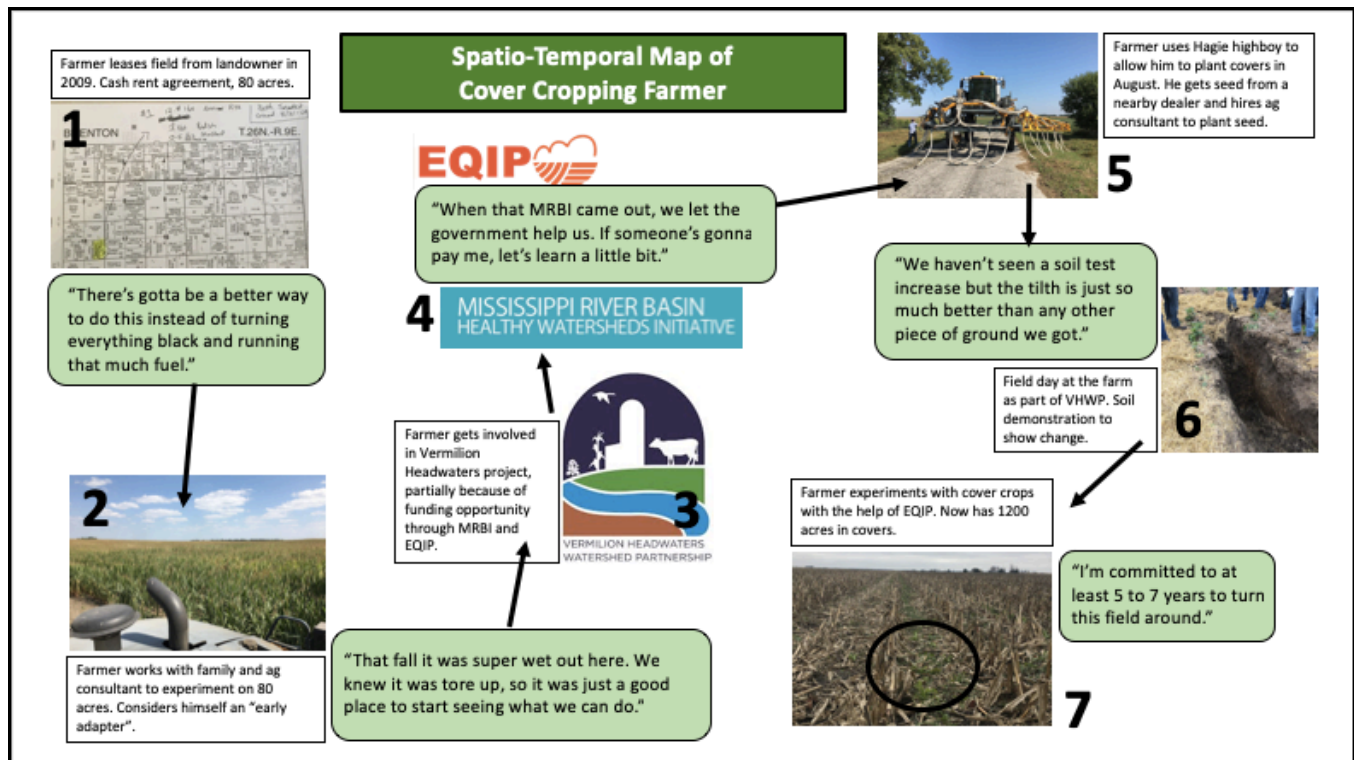 Spatio-Temporal Map of
Cover Cropping Farmer
Farmer leases field from landowner in
2009. Cash rent agreement, 80 acres.
1
T.26N.-R.9E.
"There's gotta be a better way
to do this instead of turning
everything black and running
that much fuel."
2
Farmer works with family and ag
consultant to experiment on 80
acres. Considers himself an "early
adapter".
"That fall it was super wet out here. We
knew it was tore up, so it was just a good
place to start seeing what we can do."
Farmer gets involved
in Vermilion
Headwaters project,
partially because of
funding opportunity
through MRBI and
EQIP.
3
VERMILION HEADWATERS
WATERSHED PARTNERSHIP
4
MISSISSIPPI RIVER BASIN
HEALTHY WATERSHEDS INITIATIVE
EQIP
"When that MRBI came out, we let the
government help us. If someone's gonna
pay me, let's learn a little bit."
Farmer uses Hagie highboy to
allow him to plant covers in
August. He gets seed from a
nearby dealer and hires ag
consultant to plant seed.
5
"We haven't seen a soil test
increase but the tilth is just so
much better than any other
piece of ground we got."
Field day at the farm
as part of VHWP. Soil
demonstration to
show change.
6
Farmer experiments with cover crops
with the help of EQIP. Now has 1200
acres in covers.
"I'm committed to at
least 5 to 7 years to turn
this field around."
7